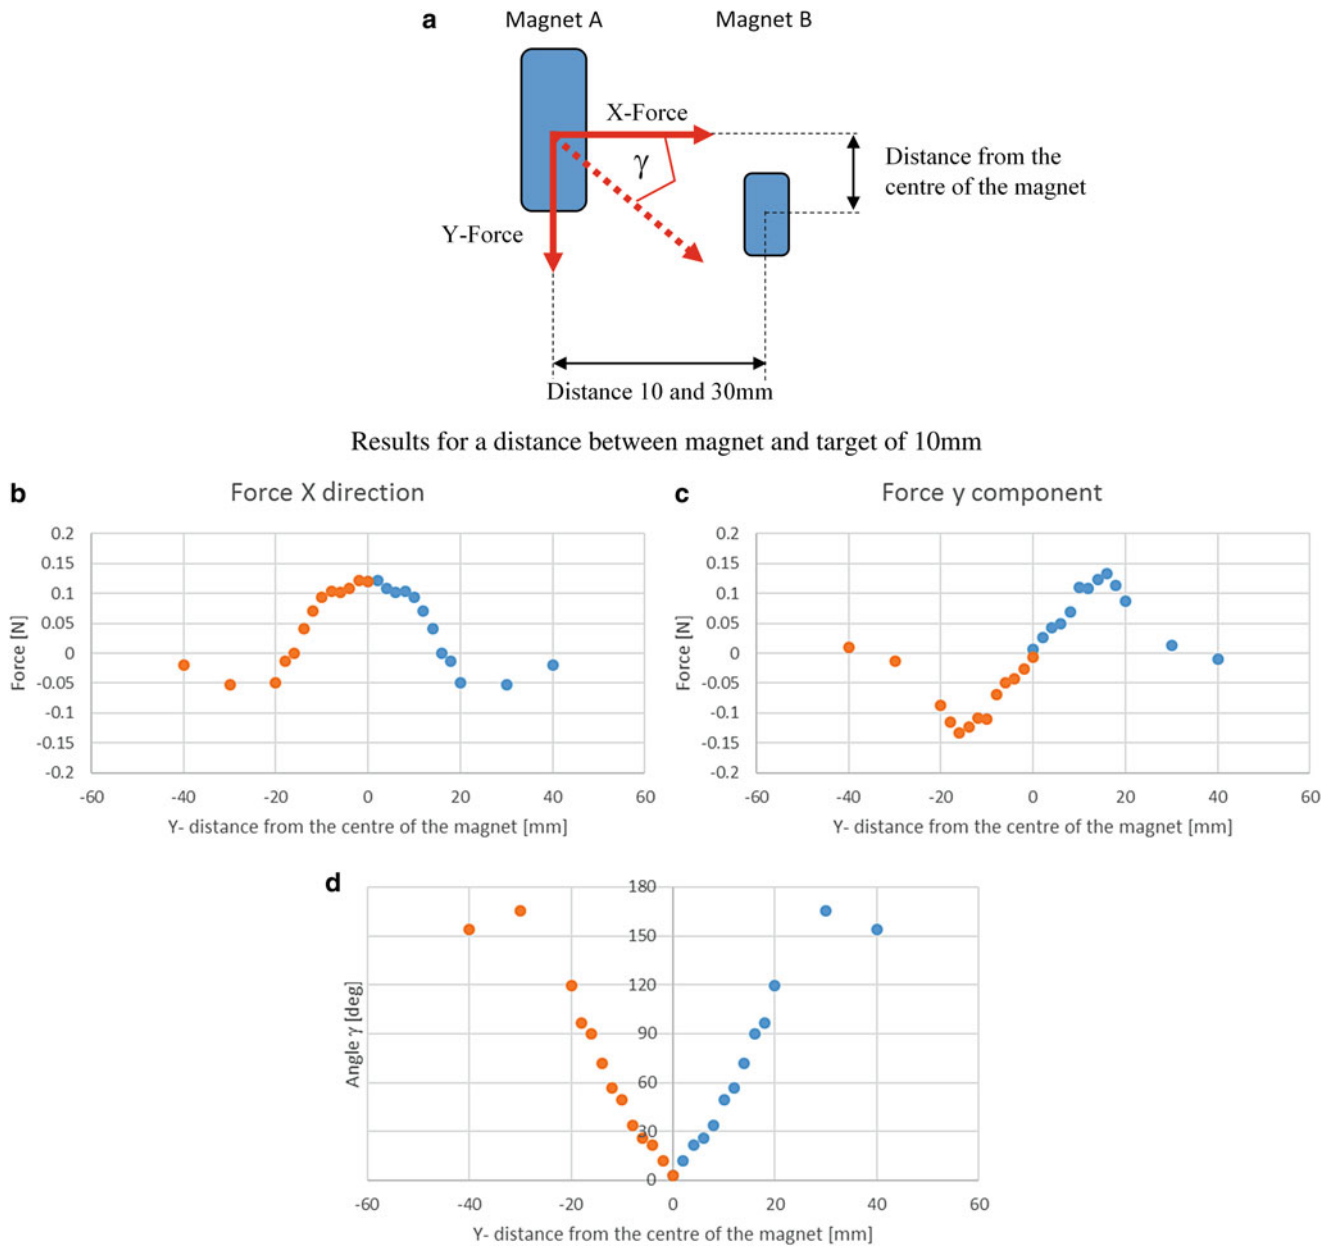 a
Magnet A
Magnet B
X-Force
γ
Y-Force
Distance from the
centre of the magnet
Distance 10 and 30mm
Results for a distance between magnet and target of 10mm
b
Force X direction
0.2
0.15
0.1
0.05
0
-0.05
-0.1
-0.15
-0.2
Force [N]
-60 -40 -20 0 20 40 60
Y- distance from the centre of the magnet [mm]
c
Force y component
0.2
0.15
0.1
0.05
0
-0.05
-0.1
-0.15
-0.2
Force [N]
-60 -40 -20 0 20 40 60
Y- distance from the centre of the magnet [mm]
d
180
150
120
90
60
30
0
Angle γ [deg]
-60 -40 -20 0 20 40 60
Y- distance from the centre of the magnet [mm]